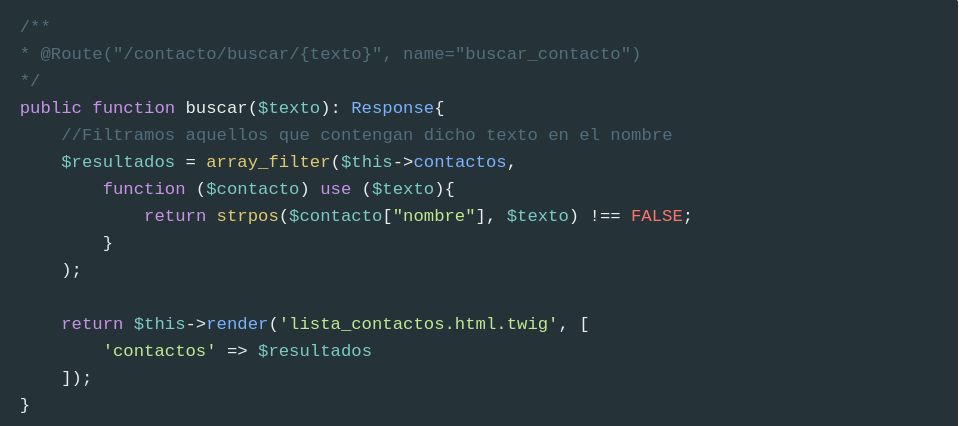 /**
* @Route("/contacto/buscar/{texto}", name="buscar_contacto")
*/
public function buscar($texto): Response{
    //Filtramos aquellos que contengan dicho texto en el nombre
    $resultados = array_filter($this->contactos,
        function ($contacto) use ($texto){
            return strpos($contacto["nombre"], $texto) !== FALSE;
        }
    );

    return $this->render('lista_contactos.html.twig', [
        'contactos' => $resultados
    ]);
}